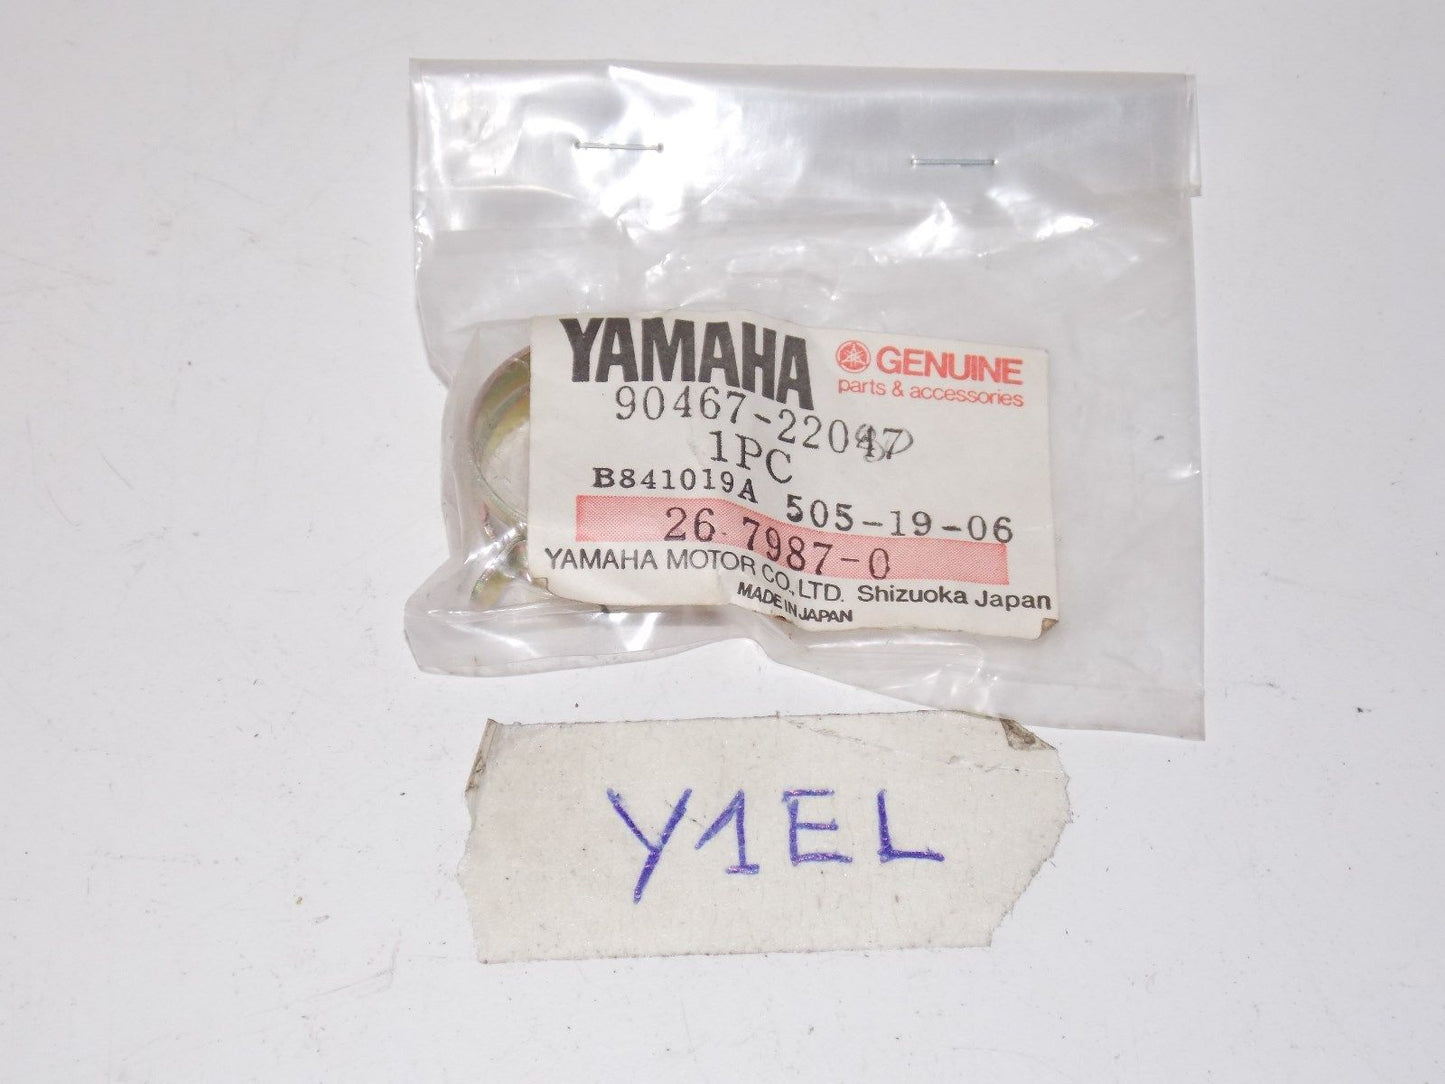 YAMAHA
GENUINE
parts & accessories
90467-22047
1PC
B841019A 505-19-06
26 7987-0
YAMAHA MOTOR CO., LTD. Shizuoka Japan
MADE IN JAPAN
Y1EL